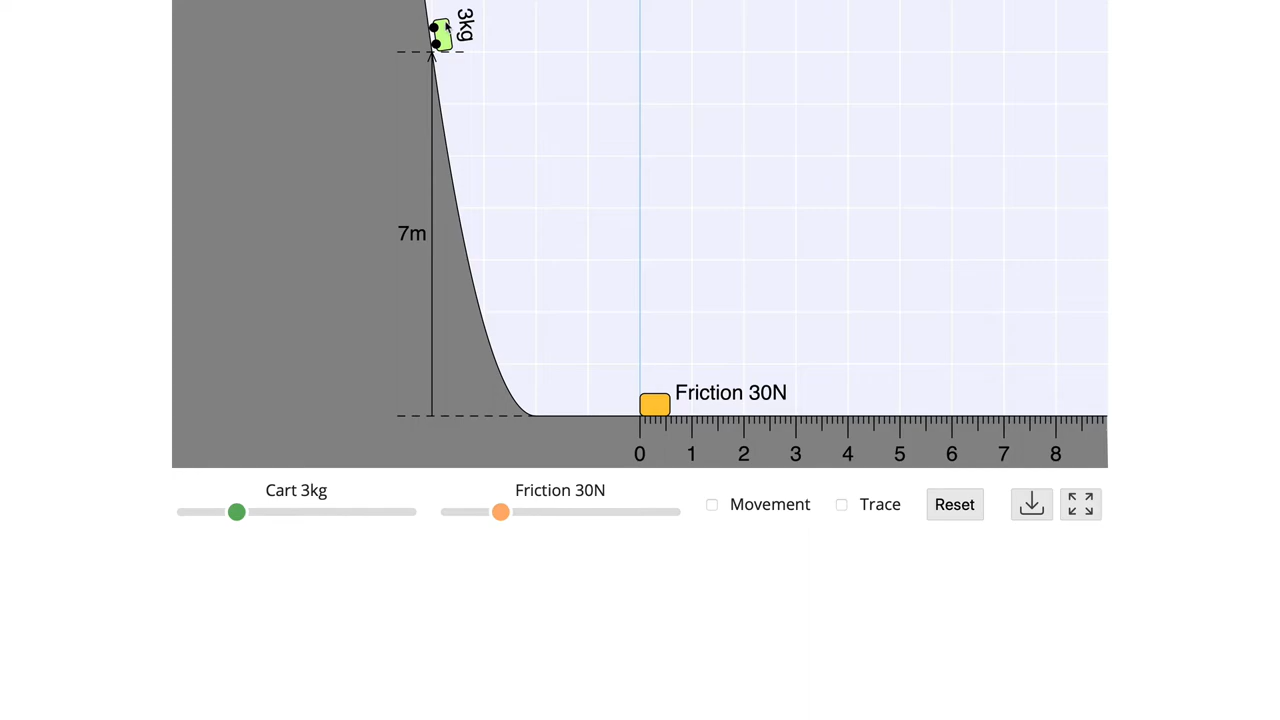 3kg
7m
Friction 30N
0 1 2 3 4 5 6 7 8
Cart 3kg
Friction 30N
Movement
Trace
Reset